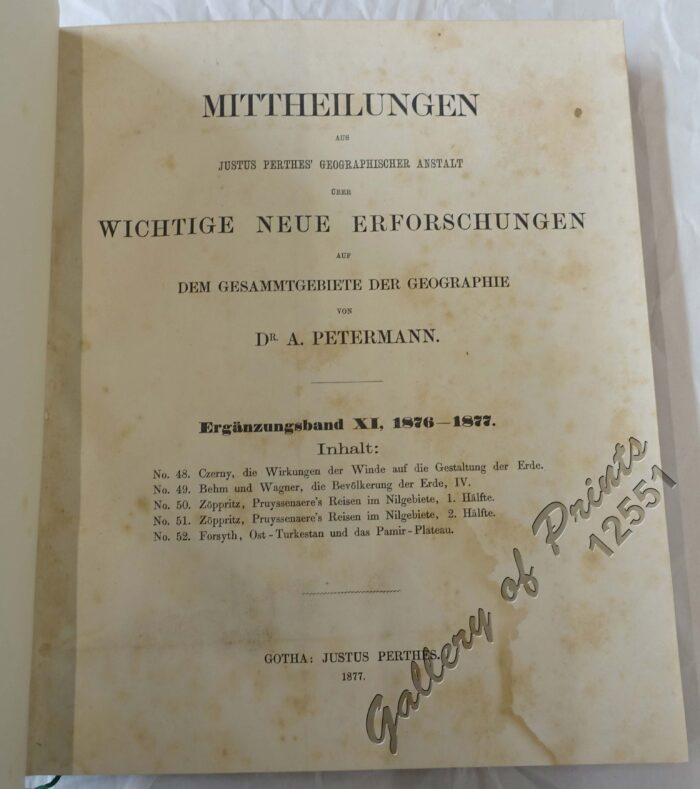 MITTHEILUNGEN
AUS
JUSTUS PERTHES' GEOGRAPHISCHER ANSTALT
ÜBER
WICHTIGE NEUE ERFORSCHUNGEN
AUF
DEM GESAMMTGEBIETE DER GEOGRAPHIE
VON
DR. A. PETERMANN.
Ergänzungsband XI, 1876—1877.
Inhalt:
No. 48. Czerny, die Wirkungen der Winde auf die Gestaltung der Erde.
No. 49. Behm und Wagner, die Bevölkerung der Erde, IV.
No. 50. Zöppritz, Pruyssenaere's Reisen im Nilgebiete, 1. Hälfte.
No. 51. Zöppritz, Pruyssenaere's Reisen im Nilgebiete, 2. Hälfte.
No. 52. Forsyth, Ost-Turkestan und das Pamir-Plateau.
GOTHA: JUSTUS PERTHES.
1877.
Gallery of Prints
12551